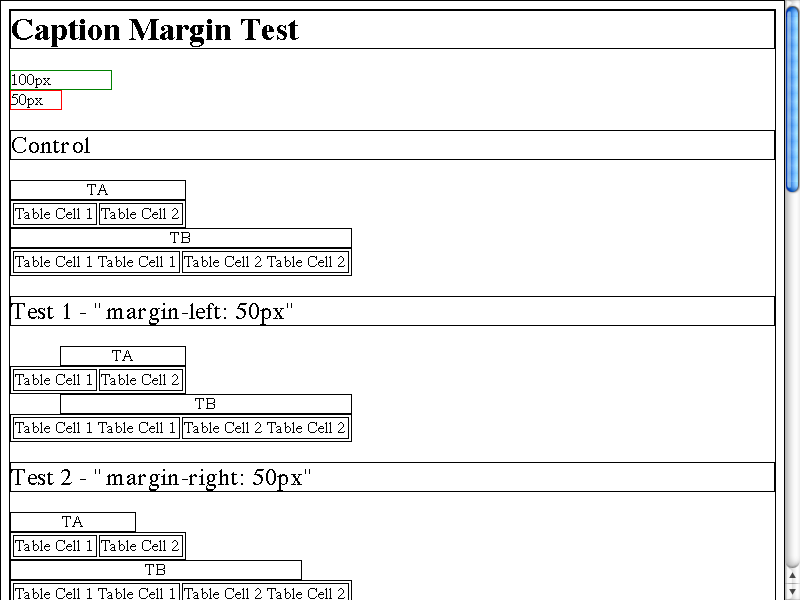 Caption Margin Test
100px
50px
Control
TA
Table Cell 1 Table Cell 2
TB
Table Cell 1 Table Cell 1 Table Cell 2 Table Cell 2
Test 1 - "margin-left: 50px"
TA
Table Cell 1 Table Cell 2
TB
Table Cell 1 Table Cell 1 Table Cell 2 Table Cell 2
Test 2 - "margin-right: 50px"
TA
Table Cell 1 Table Cell 2
TB
Table Cell 1 Table Cell 1 Table Cell 2 Table Cell 2